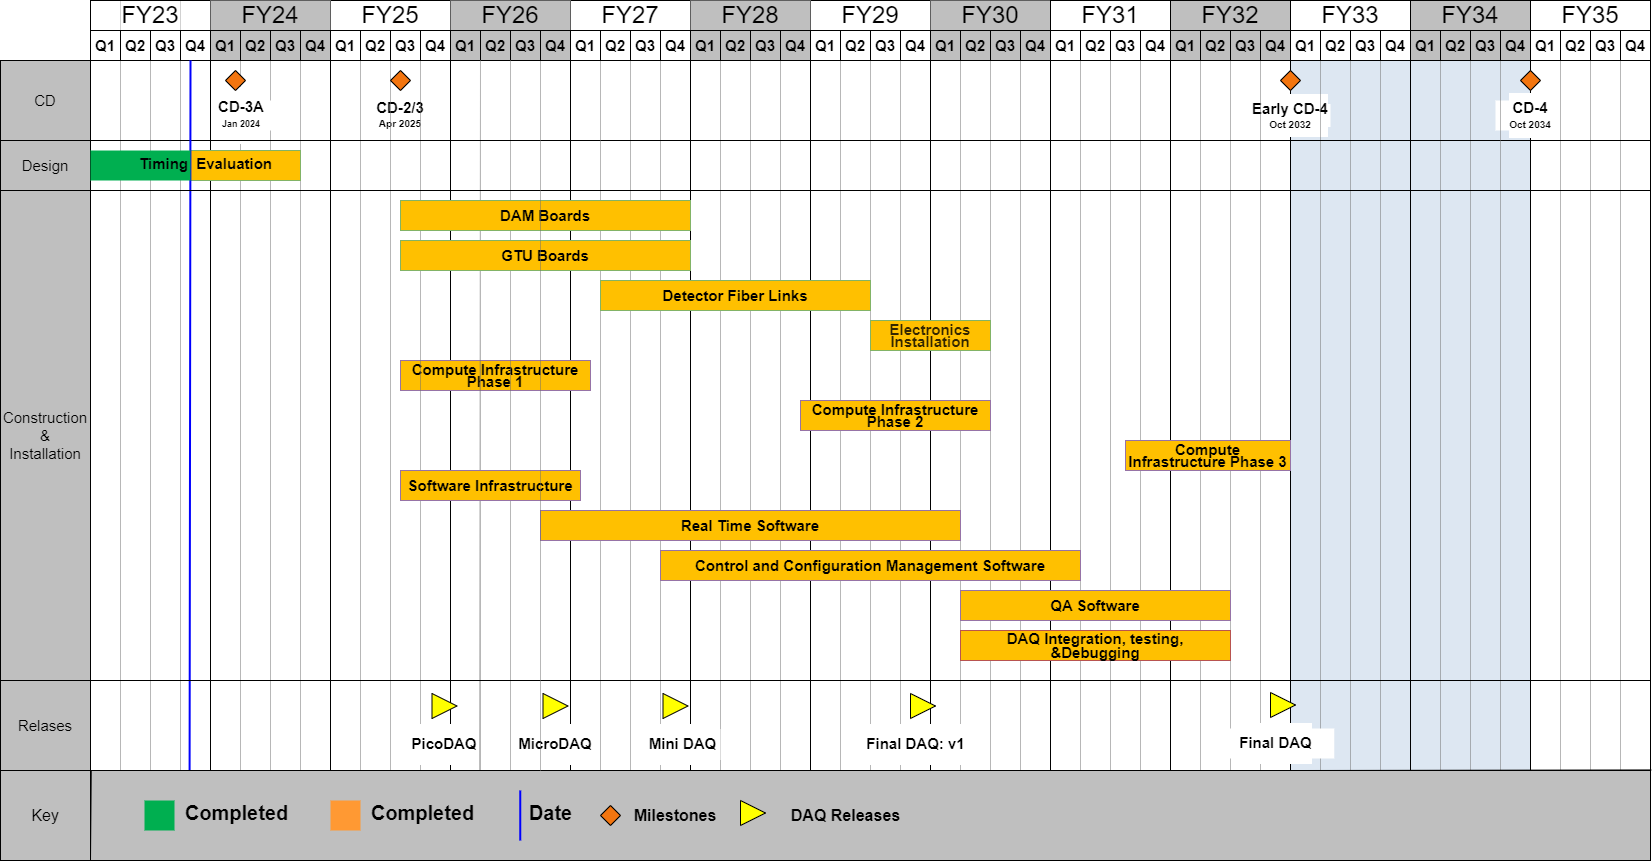 FY23 FY24 FY25 FY26 FY27 FY28 FY29 FY30 FY31 FY32 FY33 FY34 FY35
Q1 Q2 Q3 Q4 Q1 Q2 Q3 Q4 Q1 Q2 Q3 Q4 Q1 Q2 Q3 Q4 Q1 Q2 Q3 Q4 Q1 Q2 Q3 Q4 Q1 Q2 Q3 Q4 Q1 Q2 Q3 Q4 Q1 Q2 Q3 Q4 Q1 Q2 Q3 Q4 Q1 Q2 Q3 Q4 Q1 Q2 Q3 Q4 Q1 Q2 Q3 Q4
CD
CD-3A
Jan 2024
CD-2/3
Apr 2025
Early CD-4
Oct 2032
CD-4
Oct 2034
Design
Timing Evaluation
Construction
&
Installation
DAM Boards
GTU Boards
Detector Fiber Links
Electronics
Installation
Compute Infrastructure
Phase 1
Compute Infrastructure
Phase 2
Compute
Infrastructure Phase 3
Software Infrastructure
Real Time Software
Control and Configuration Management Software
QA Software
DAQ Integration, testing,
&Debugging
Relases
PicoDAQ
MicroDAQ
Mini DAQ
Final DAQ: v1
Final DAQ
Key
Completed
Completed
Date
Milestones
DAQ Releases